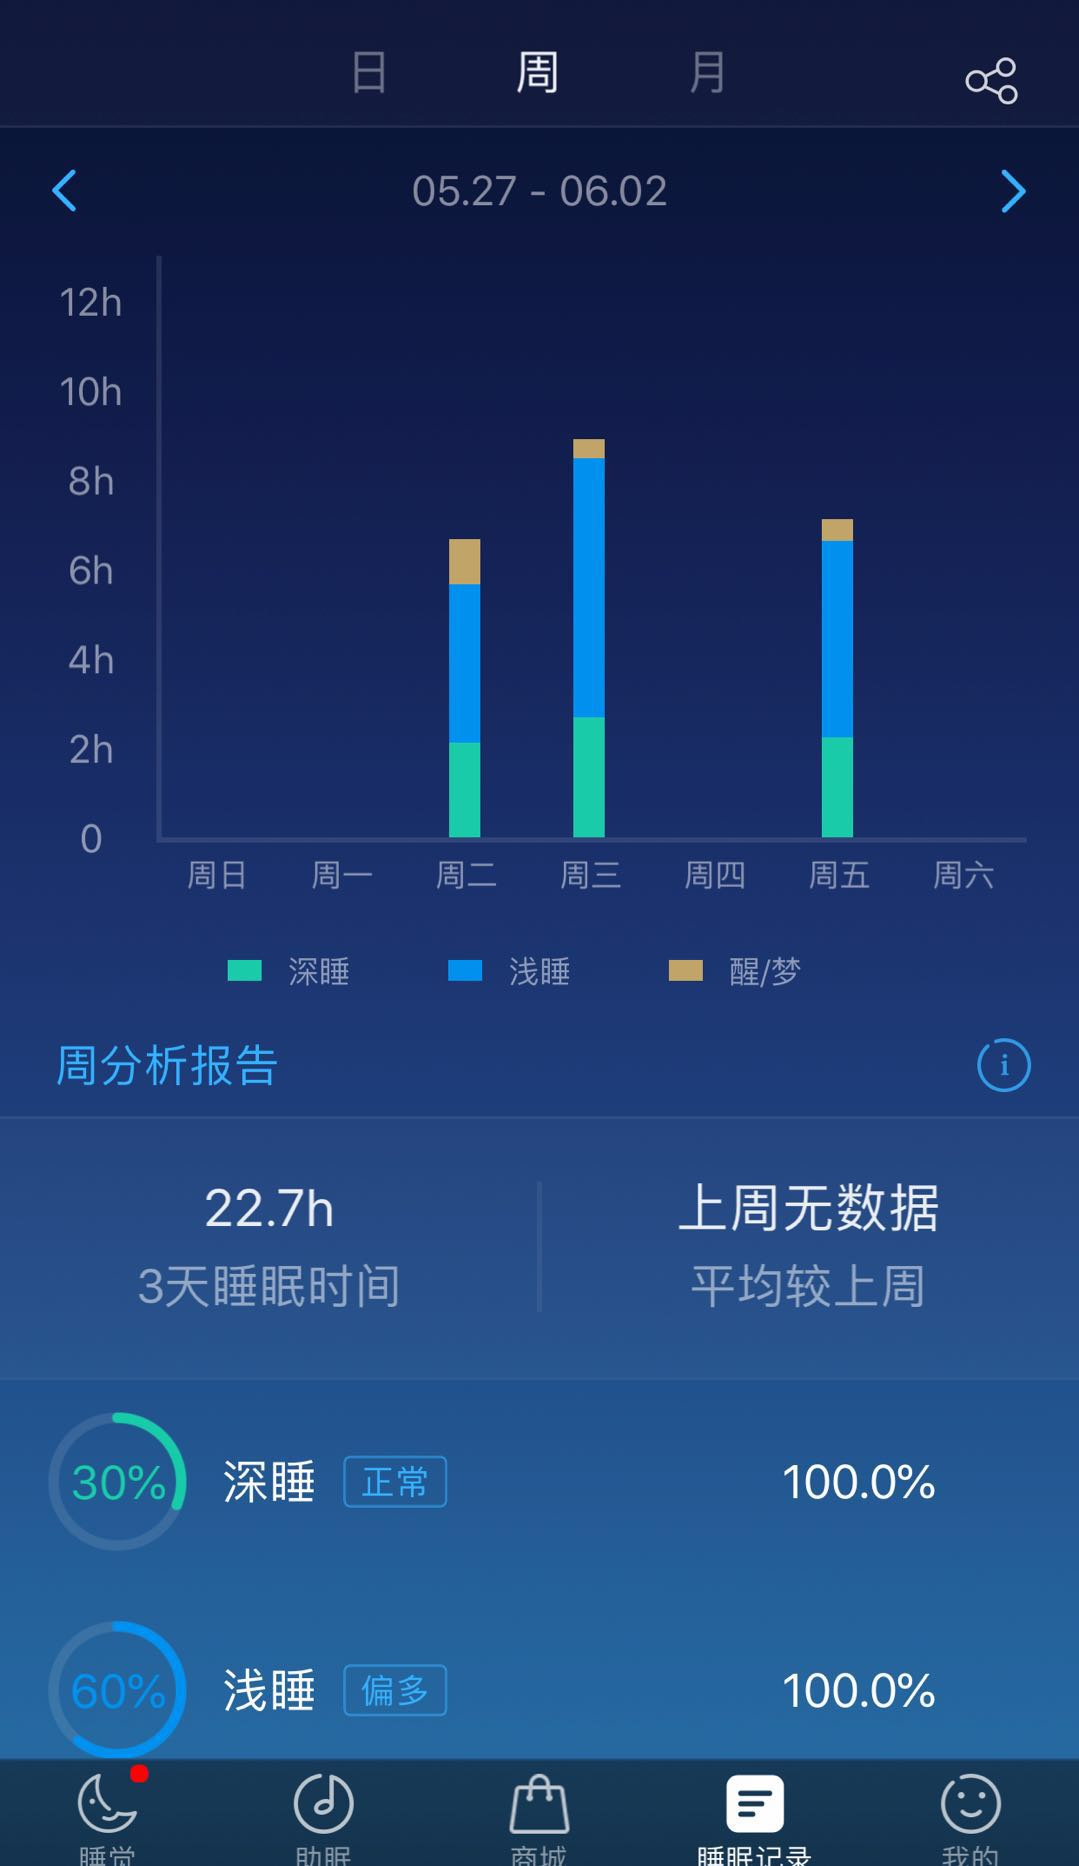 日 周 月
05.27 - 06.02
12h
10h
8h
6h
4h
2h
0
周日 周一 周二 周三 周四 周五 周六
深睡 浅睡 醒/梦
周分析报告
22.7h 上周无数据
3天睡眠时间 平均较上周
30% 深睡 正常 100.0%
60% 浅睡 偏多 100.0%
睡觉 助眠 商城 睡眠记录 我的